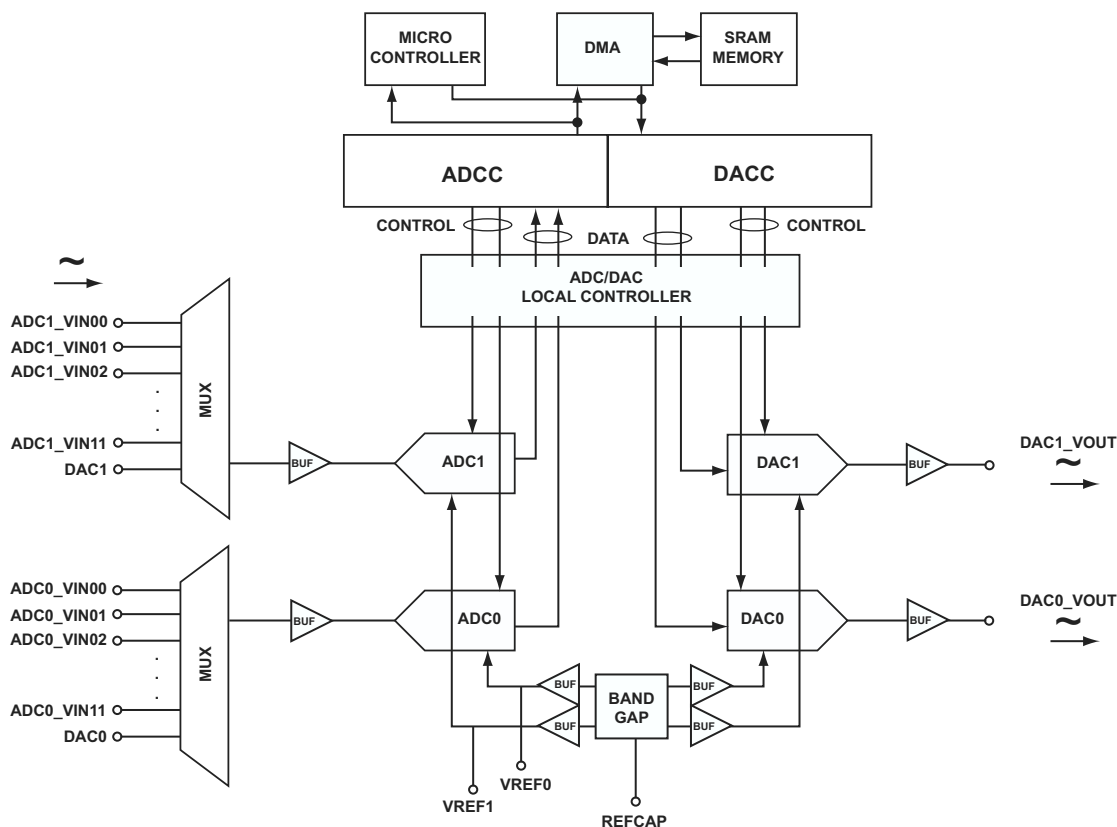 MICRO
CONTROLLER
DMA
SRAM
MEMORY
ADCC
DACC
CONTROL
DATA
CONTROL
ADC/DAC
LOCAL CONTROLLER
~
ADC1_VIN00
ADC1_VIN01
ADC1_VIN02
.
.
.
ADC1_VIN11
DAC1
MUX
BUF
ADC1
DAC1
BUF
DAC1_VOUT
~
ADC0_VIN00
ADC0_VIN01
ADC0_VIN02
.
.
.
ADC0_VIN11
DAC0
MUX
BUF
ADC0
DAC0
BUF
DAC0_VOUT
~
BUF
BUF
BAND
GAP
BUF
BUF
VREF0
VREF1
REFCAP